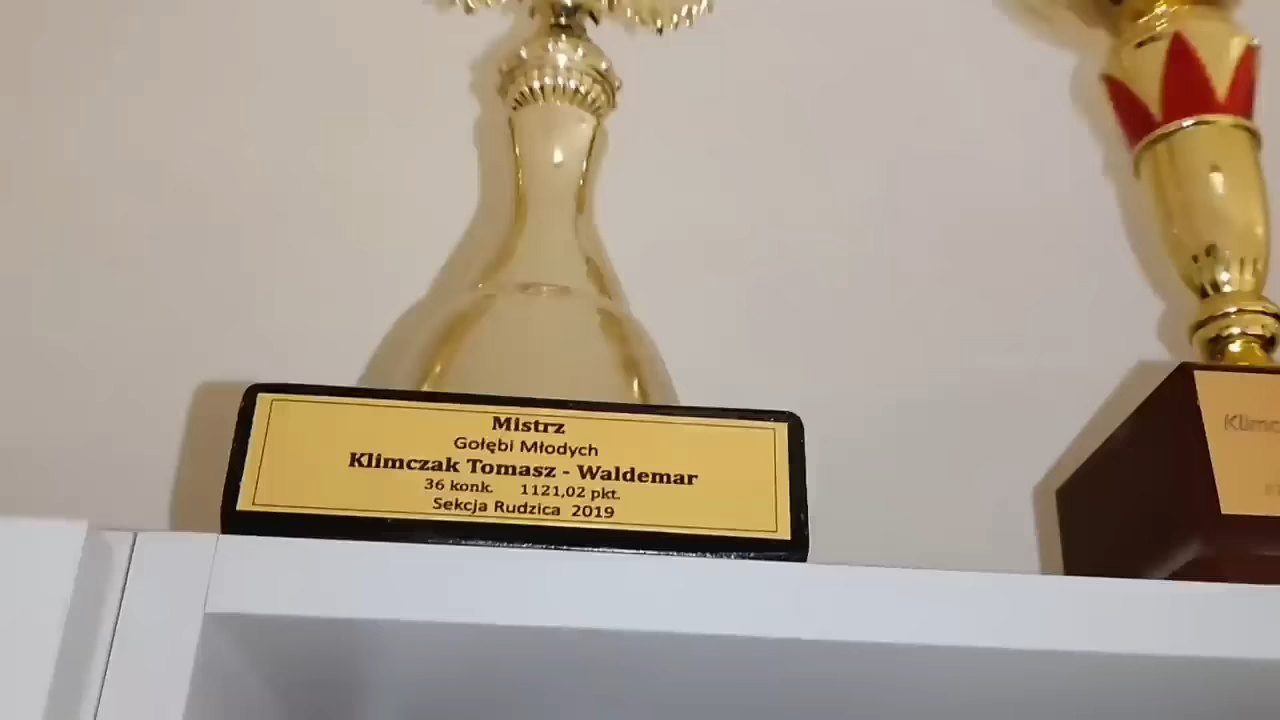 Mistrz
Gołębi Młodych
Klimczak Tomasz - Waldemar
36 konk. 1121,02 pkt.
Sekcja Rudzica 2019